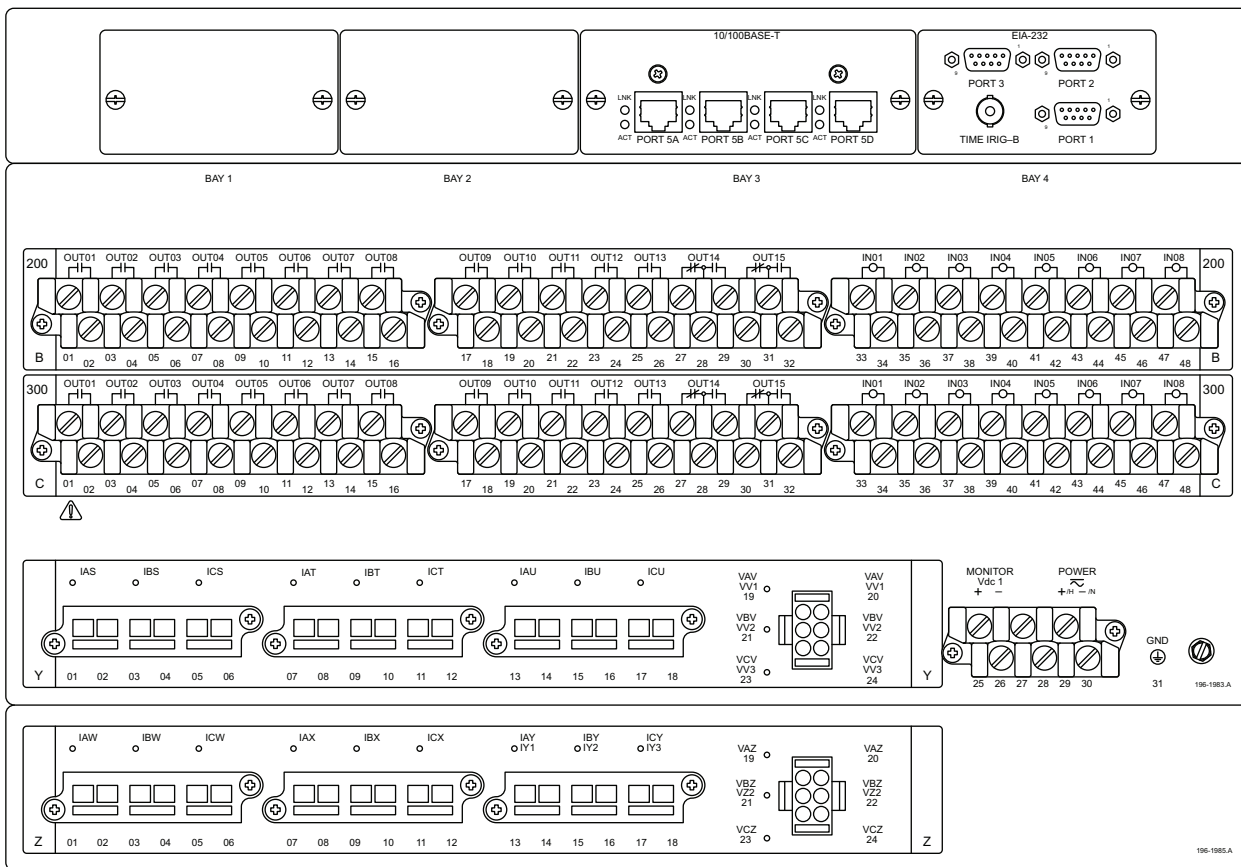 10/100BASE-T
EIA-232
1 1
9 9
PORT 3 PORT 2
LNK LNK LNK LNK
1
9
ACT PORT 5A ACT PORT 5B ACT PORT 5C ACT PORT 5D
TIME IRIG–B PORT 1
BAY 1 BAY 2 BAY 3 BAY 4
200 OUT01 OUT02 OUT03 OUT04 OUT05 OUT06 OUT07 OUT08 OUT09 OUT10 OUT11 OUT12 OUT13 OUT14 OUT15 IN01 IN02 IN03 IN04 IN05 IN06 IN07 IN08 200
B 01 02 03 04 05 06 07 08 09 10 11 12 13 14 15 16 17 18 19 20 21 22 23 24 25 26 27 28 29 30 31 32 33 34 35 36 37 38 39 40 41 42 43 44 45 46 47 48 B
300 OUT01 OUT02 OUT03 OUT04 OUT05 OUT06 OUT07 OUT08 OUT09 OUT10 OUT11 OUT12 OUT13 OUT14 OUT15 IN01 IN02 IN03 IN04 IN05 IN06 IN07 IN08 300
C 01 02 03 04 05 06 07 08 09 10 11 12 13 14 15 16 17 18 19 20 21 22 23 24 25 26 27 28 29 30 31 32 33 34 35 36 37 38 39 40 41 42 43 44 45 46 47 48 C
!
IAS IBS ICS IAT IBT ICT IAU IBU ICU
VAV VAV
VV1 VV1
19 20
VBV VBV
VV2 VV2
21 22
VCV VCV
VV3 VV3
23 24
Y 01 02 03 04 05 06 07 08 09 10 11 12 13 14 15 16 17 18 Y
MONITOR POWER
Vdc 1
+ – +/H –/N
25 26 27 28 29 30
GND
31
196-1983.A
IAW IBW ICW IAX IBX ICX IAY IBY ICY
IY1 IY2 IY3
VAZ VAZ
19 20
VBZ VBZ
VZ2 VZ2
21 22
VCZ VCZ
23 24
Z 01 02 03 04 05 06 07 08 09 10 11 12 13 14 15 16 17 18 Z
196-1985.A